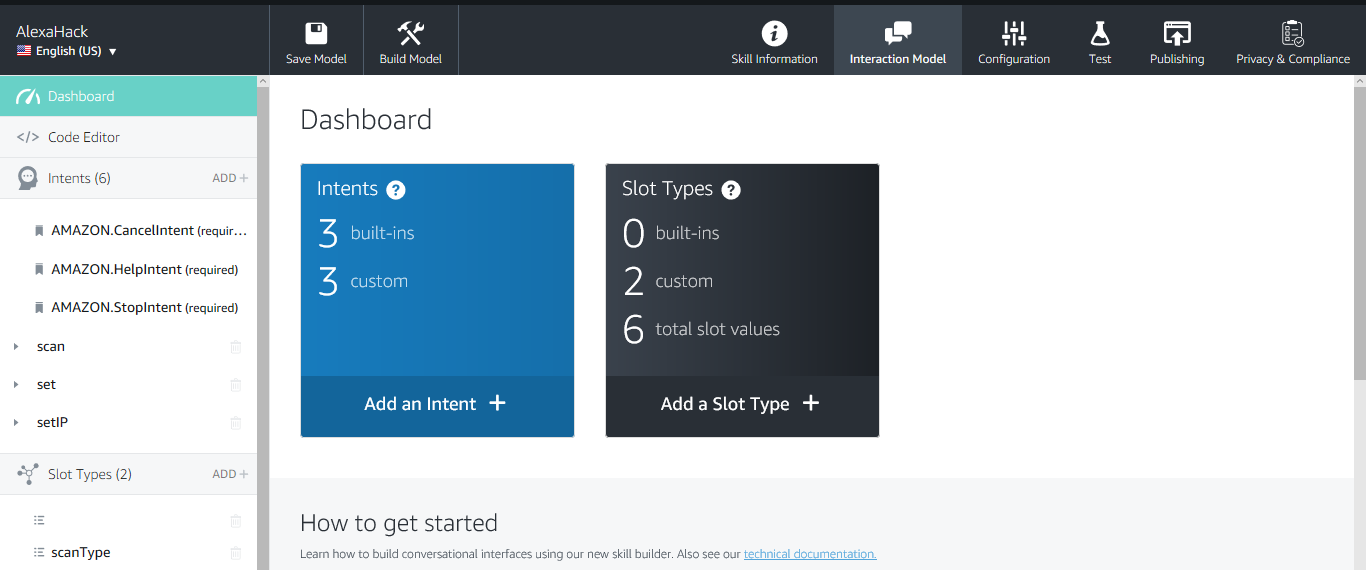 AlexaHack
English (US) ▼
Save Model
Build Model
Skill Information
Interaction Model
Configuration
Test
Publishing
Privacy & Compliance
Dashboard
</> Code Editor
Intents (6) ADD +
AMAZON.CancelIntent (requir...
AMAZON.HelpIntent (required)
AMAZON.StopIntent (required)
scan
set
setIP
Slot Types (2) ADD +
scanType
Dashboard
Intents ?
3 built-ins
3 custom
Add an Intent +
Slot Types ?
0 built-ins
2 custom
6 total slot values
Add a Slot Type +
How to get started
Learn how to build conversational interfaces using our new skill builder. Also see our technical documentation.